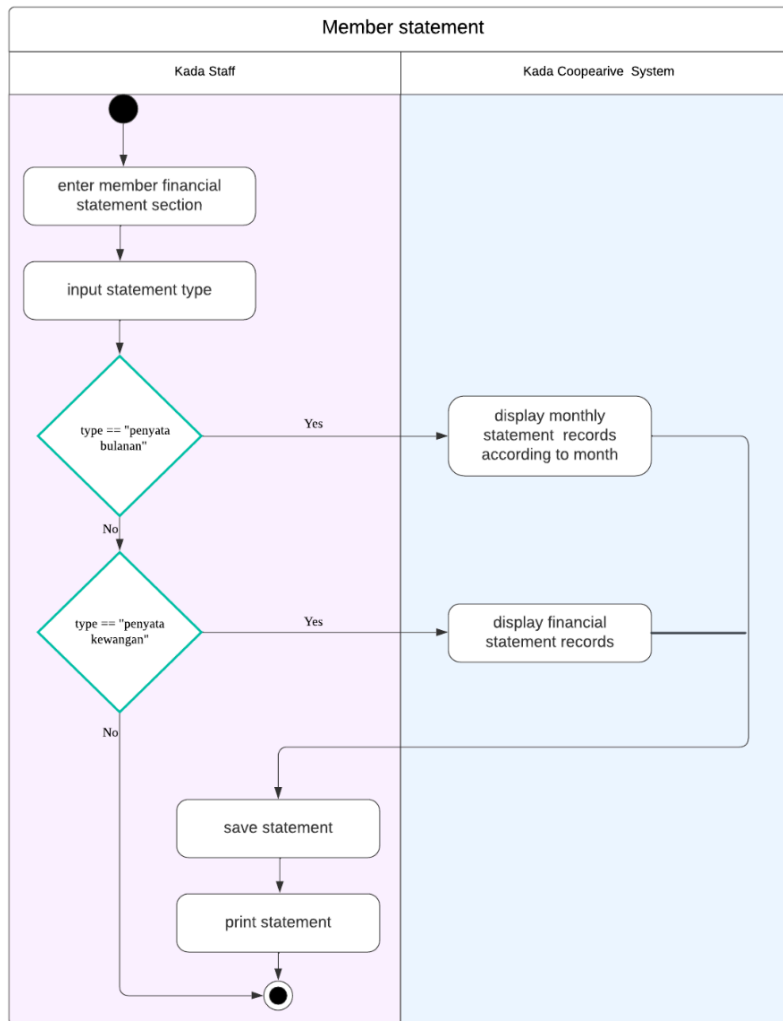 Member statement
Kada Staff
Kada Coopearive System
enter member financial
statement section
input statement type
type == "penyata
bulanan"
Yes
display monthly
statement records
according to month
No
type == "penyata
kewangan"
Yes
display financial
statement records
No
save statement
print statement